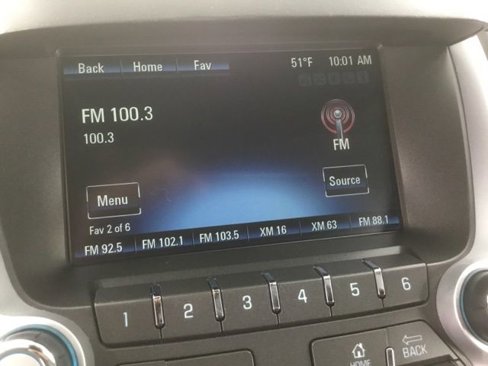 Back Home Fav 51°F 10:01 AM
FM 100.3
100.3
FM
Menu
Source
Fav 2 of 6
FM 92.5 FM 102.1 FM 103.5 XM 16 XM 63 FM 88.1
1 2 3 4 5 6
HOME
BACK